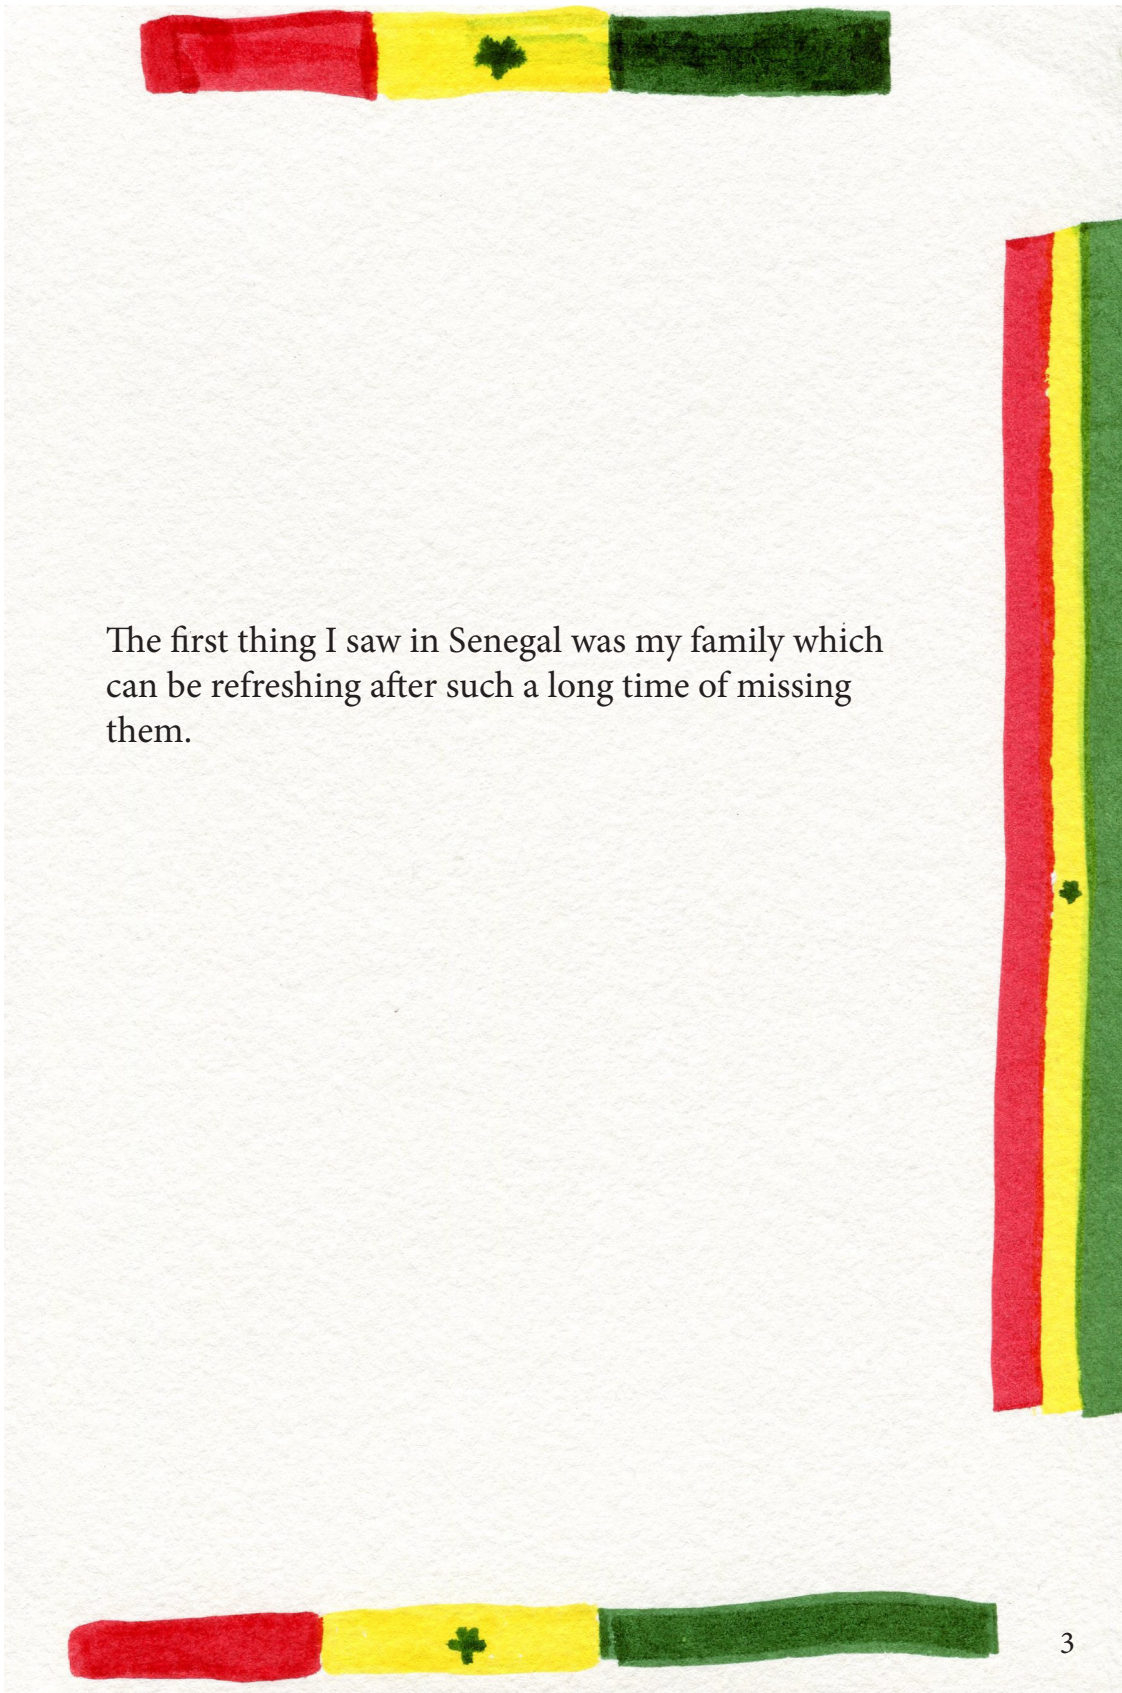 The first thing I saw in Senegal was my family which
can be refreshing after such a long time of missing
them.
3